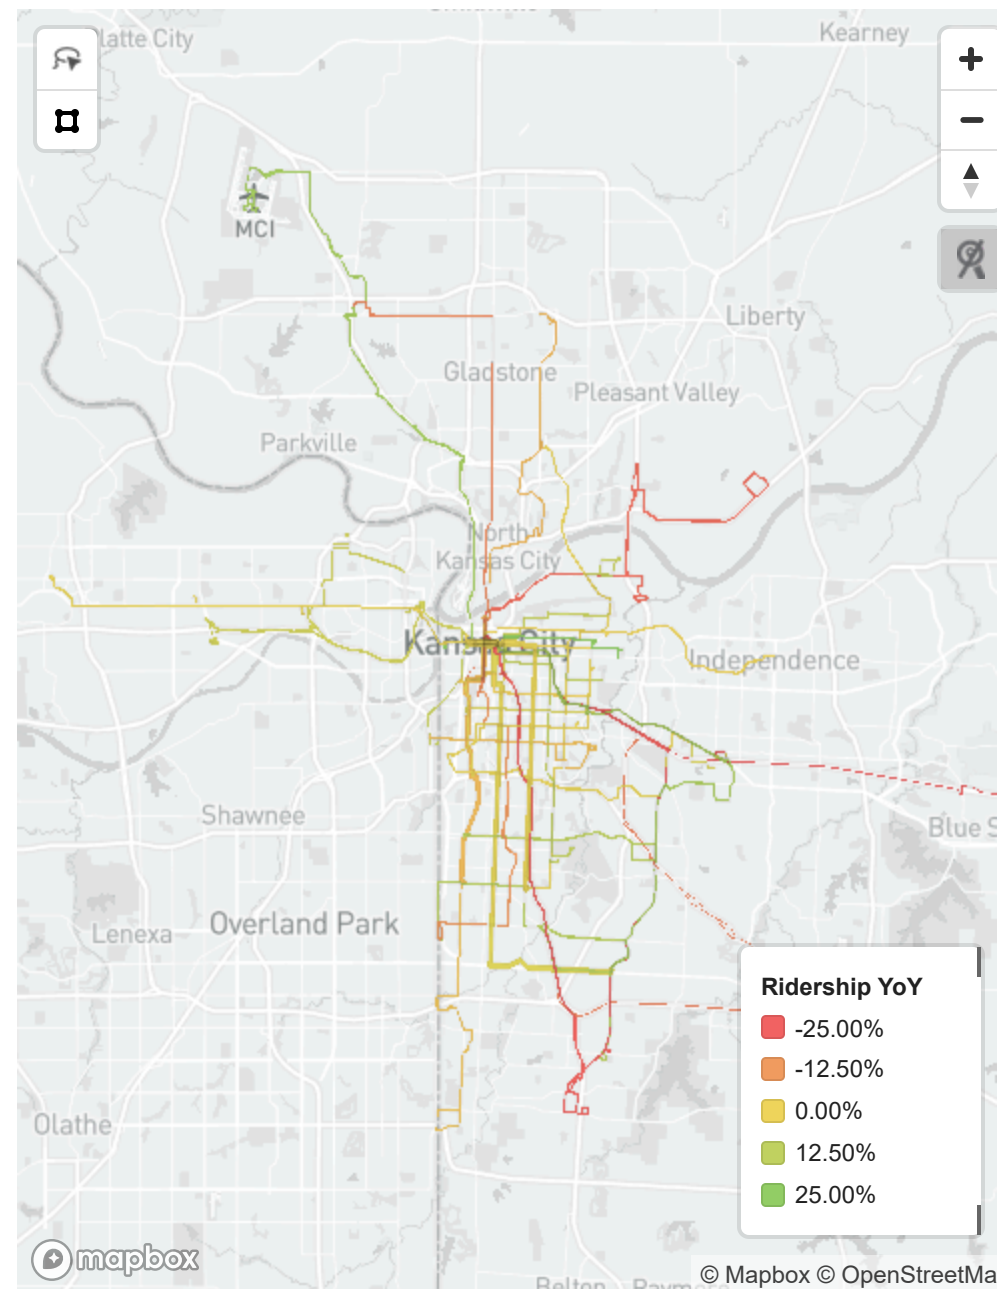 latte City
Kearney
MCI
Liberty
Gladstone
Pleasant Valley
Parkville
North
Kansas City
Kansas City
Independence
Shawnee
Blue S
Overland Park
Lenexa
Ridership YoY
-25.00%
-12.50%
0.00%
12.50%
25.00%
Olathe
mapbox
© Mapbox © OpenStreetMa